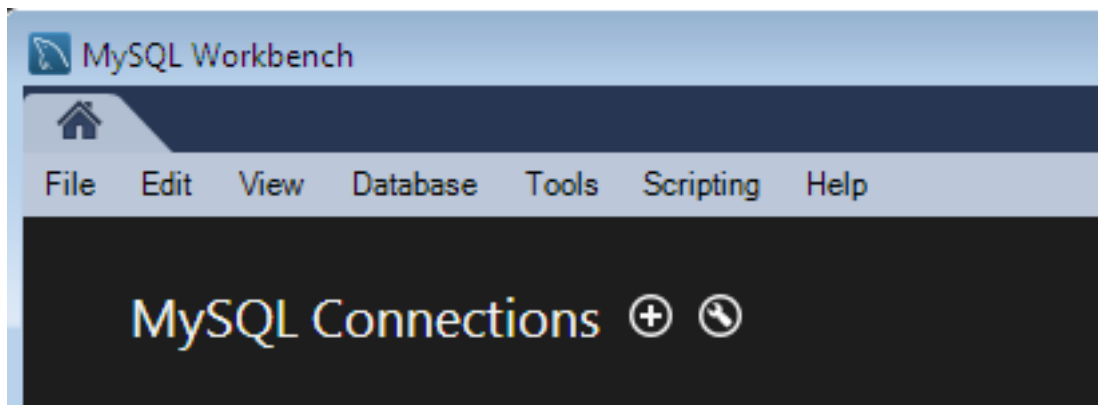 MySQL Workbench
File Edit View Database Tools Scripting Help
MySQL Connections